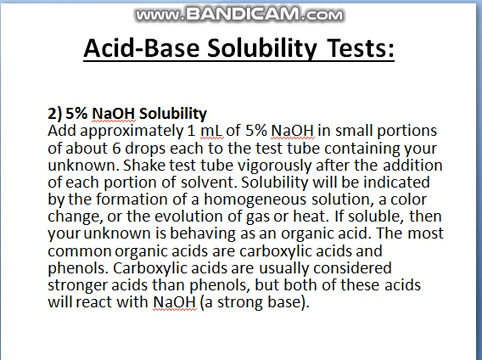 www.BANDICAM.com
Acid-Base Solubility Tests:
2) 5% NaOH Solubility
Add approximately 1 mL of 5% NaOH in small portions
of about 6 drops each to the test tube containing your
unknown. Shake test tube vigorously after the addition
of each portion of solvent. Solubility will be indicated
by the formation of a homogeneous solution, a color
change, or the evolution of gas or heat. If soluble, then
your unknown is behaving as an organic acid. The most
common organic acids are carboxylic acids and
phenols. Carboxylic acids are usually considered
stronger acids than phenols, but both of these acids
will react with NaOH (a strong base).